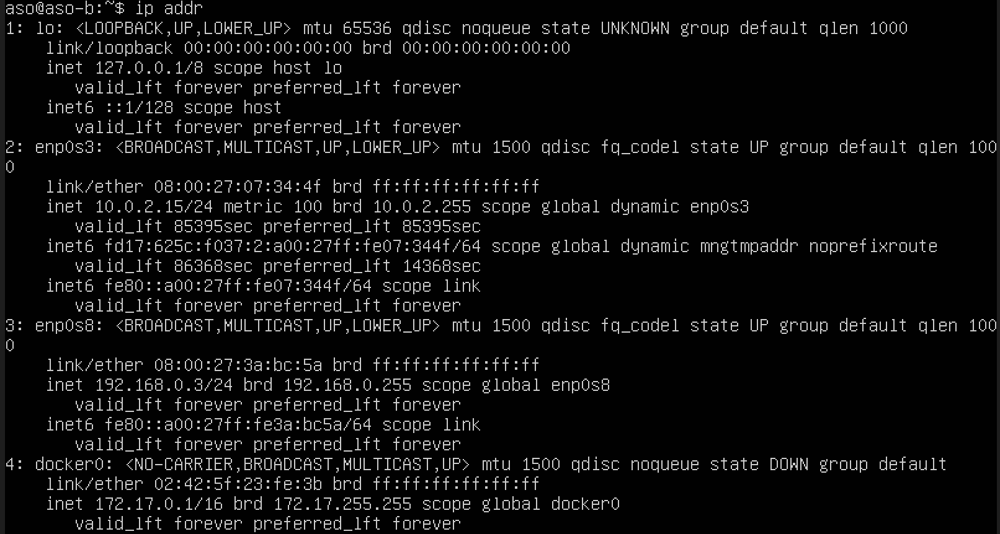 aso@aso-b:~$ ip addr
1: lo: <LOOPBACK,UP,LOWER_UP> mtu 65536 qdisc noqueue state UNKNOWN group default qlen 1000
    link/loopback 00:00:00:00:00:00 brd 00:00:00:00:00:00
    inet 127.0.0.1/8 scope host lo
       valid_lft forever preferred_lft forever
    inet6 ::1/128 scope host
       valid_lft forever preferred_lft forever
2: enp0s3: <BROADCAST,MULTICAST,UP,LOWER_UP> mtu 1500 qdisc fq_codel state UP group default qlen 100
0
    link/ether 08:00:27:07:34:4f brd ff:ff:ff:ff:ff:ff
    inet 10.0.2.15/24 metric 100 brd 10.0.2.255 scope global dynamic enp0s3
       valid_lft 85395sec preferred_lft 85395sec
    inet6 fd17:625c:f037:2:a00:27ff:fe07:344f/64 scope global dynamic mngtmpaddr noprefixroute
       valid_lft 86368sec preferred_lft 14368sec
    inet6 fe80::a00:27ff:fe07:344f/64 scope link
       valid_lft forever preferred_lft forever
3: enp0s8: <BROADCAST,MULTICAST,UP,LOWER_UP> mtu 1500 qdisc fq_codel state UP group default qlen 100
0
    link/ether 08:00:27:3a:bc:5a brd ff:ff:ff:ff:ff:ff
    inet 192.168.0.3/24 brd 192.168.0.255 scope global enp0s8
       valid_lft forever preferred_lft forever
    inet6 fe80::a00:27ff:fe3a:bc5a/64 scope link
       valid_lft forever preferred_lft forever
4: docker0: <NO-CARRIER,BROADCAST,MULTICAST,UP> mtu 1500 qdisc noqueue state DOWN group default
    link/ether 02:42:5f:23:fe:3b brd ff:ff:ff:ff:ff:ff
    inet 172.17.0.1/16 brd 172.17.255.255 scope global docker0
       valid_lft forever preferred_lft forever